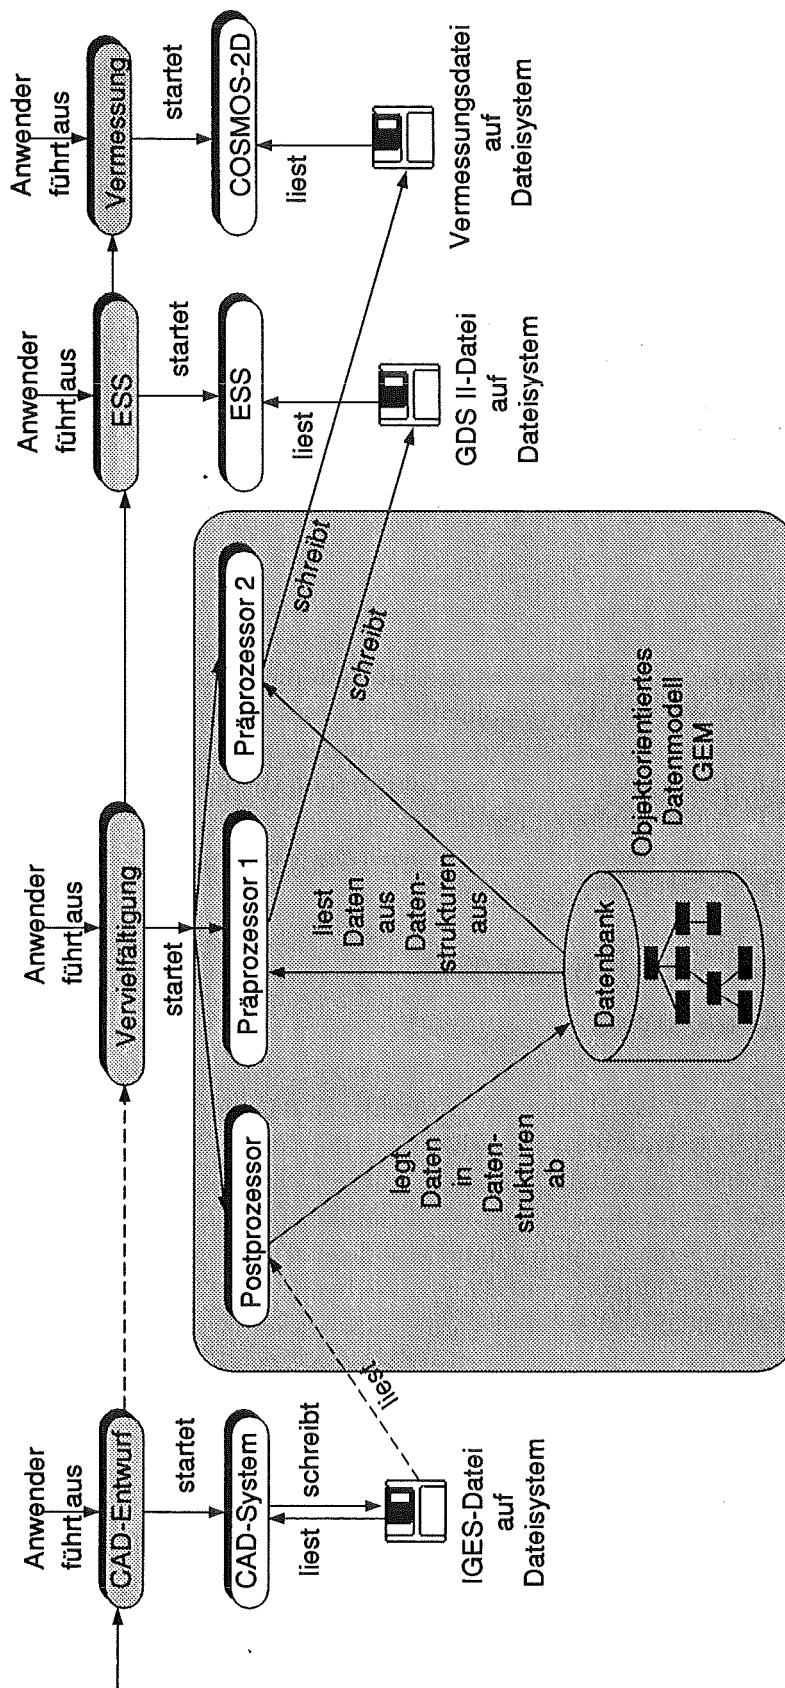 Anwender
führt aus
CAD-Entwurf
startet
CAD-System
liest
schreibt
IGES-Datei
auf
Dateisystem
Anwender
führt aus
Vervielfältigung
startet
Postprozessor
Präprozessor 1
Präprozessor 2
liest
legt
Daten
in
Daten-
strukturen
ab
liest
Daten
aus
Daten-
strukturen
aus
Datenbank
Objektorientiertes
Datenmodell
GEM
schreibt
schreibt
Anwender
führt aus
ESS
startet
ESS
liest
GDS II-Datei
auf
Dateisystem
Anwender
führt aus
Vermessung
startet
COSMOS-2D
liest
Vermessungsdatei
auf
Dateisystem